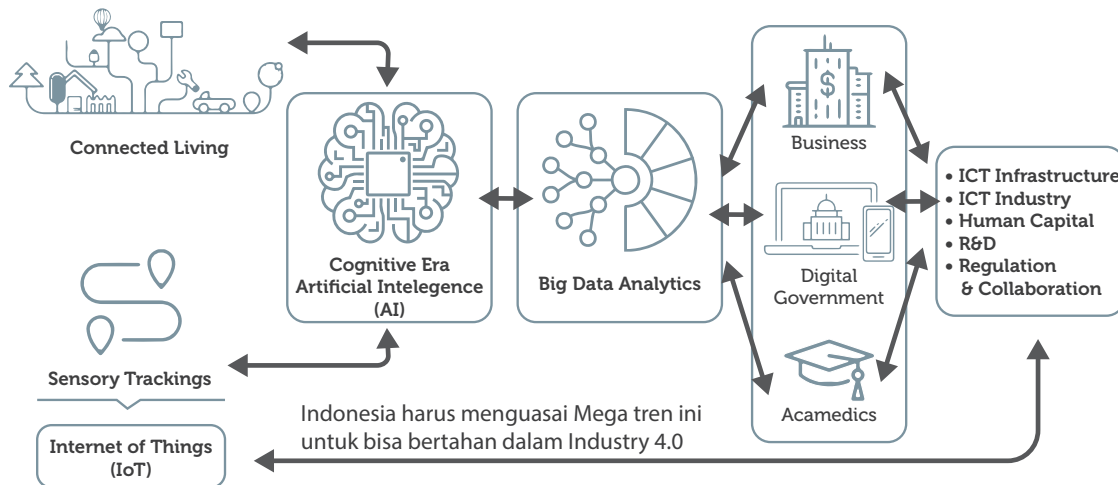 Connected Living
Sensory Trackings
Internet of Things
(IoT)
Cognitive Era
Artificial Intelegence
(AI)
Big Data Analytics
$
Business
Digital
Government
Acamedics
• ICT Infrastructure
• ICT Industry
• Human Capital
• R&D
• Regulation
& Collaboration
Indonesia harus menguasai Mega tren ini
untuk bisa bertahan dalam Industry 4.0